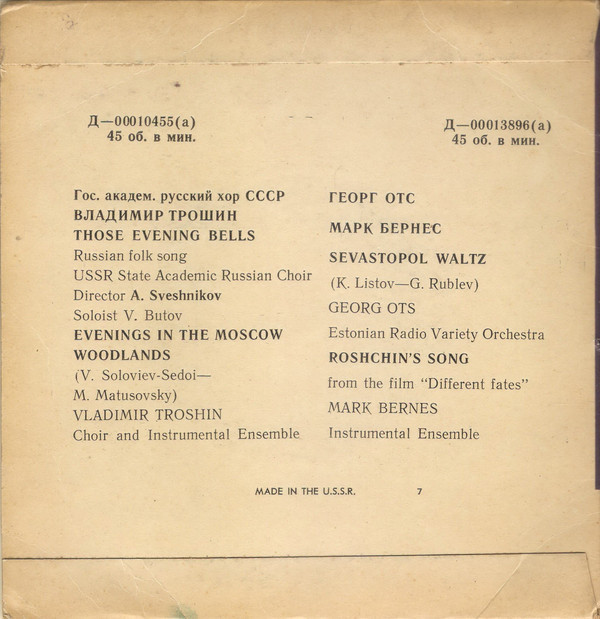 Д—00010455(а)
45 об. в мин.
Гос. академ. русский хор СССР
ВЛАДИМИР ТРОШИН
THOSE EVENING BELLS
Russian folk song
USSR State Academic Russian Choir
Director A. Sveshnikov
Soloist V. Butov
EVENINGS IN THE MOSCOW
WOODLANDS
(V. Soloviev-Sedoi—
M. Matusovsky)
VLADIMIR TROSHIN
Choir and Instrumental Ensemble
Д—00013896(а)
45 об. в мин.
ГЕОРГ ОТС
МАРК БЕРНЕС
SEVASTOPOL WALTZ
(K. Listov—G. Rublev)
GEORG OTS
Estonian Radio Variety Orchestra
ROSHCHIN'S SONG
from the film "Different fates"
MARK BERNES
Instrumental Ensemble
MADE IN THE U.S.S.R. 7